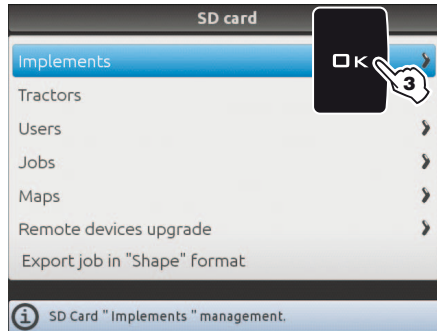 SD card
Implements
OK
3
Tractors
Users
Jobs
Maps
Remote devices upgrade
Export job in "Shape" format
SD Card " Implements " management.